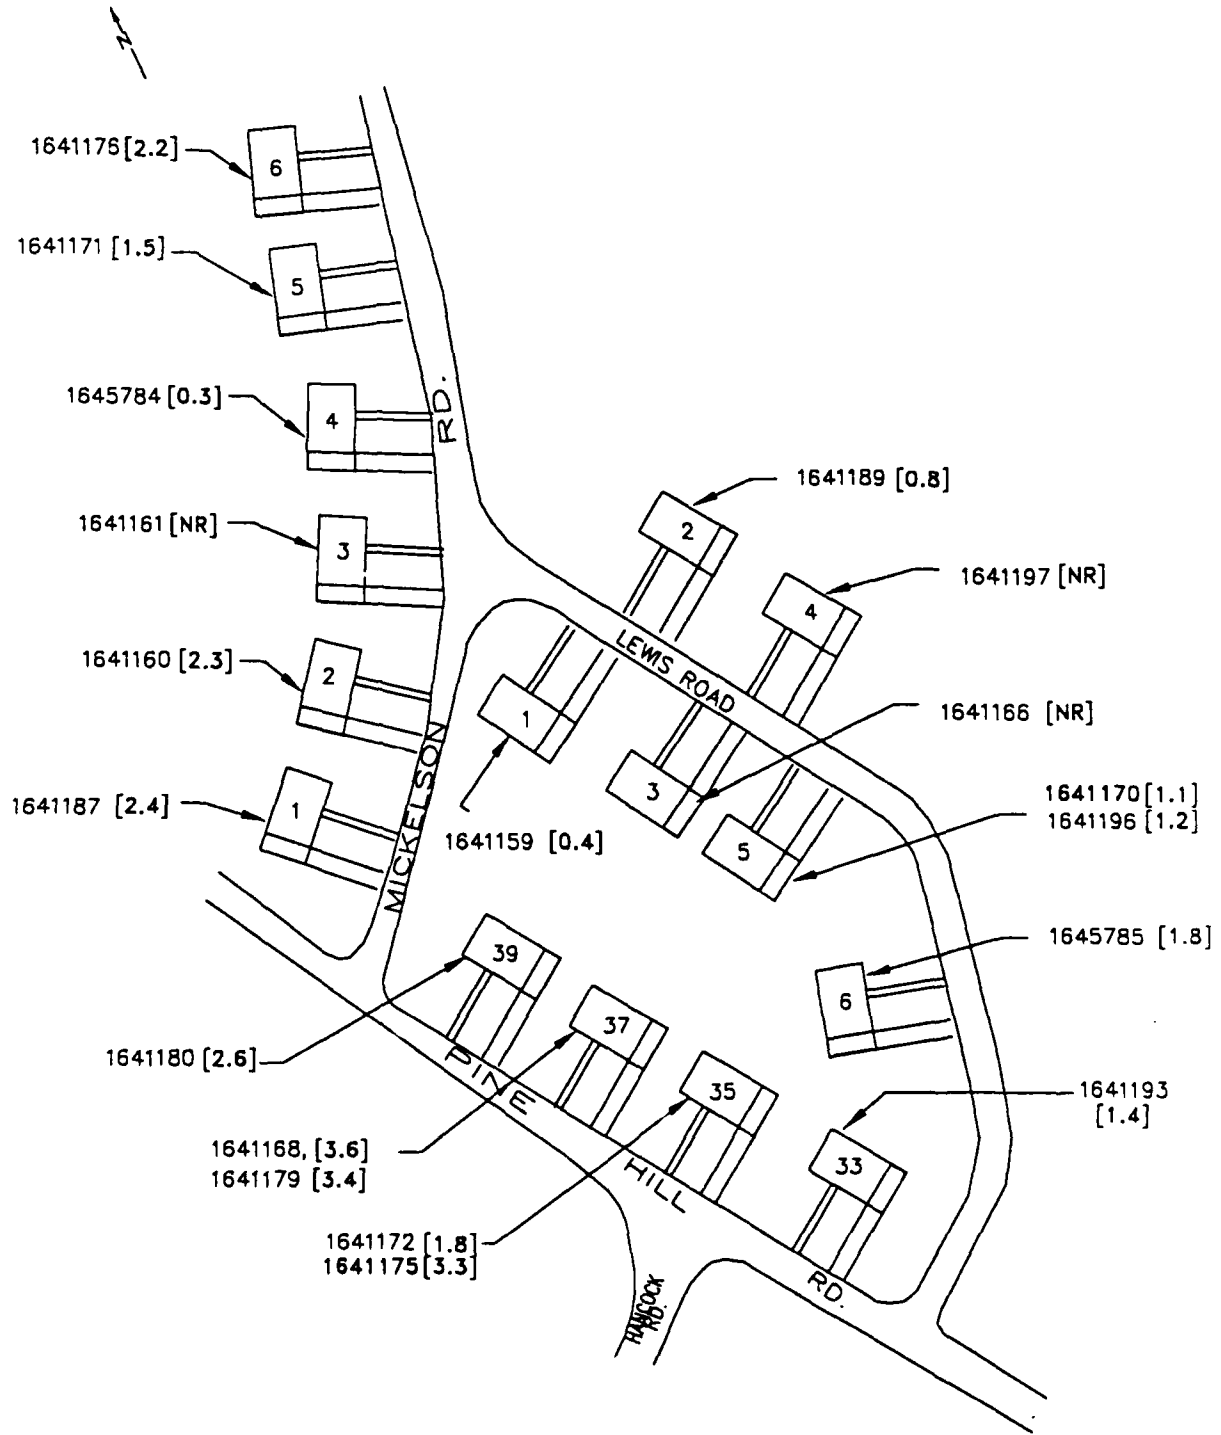 N
1641176 [2.2]
6
1641171 [1.5]
5
1645784 [0.3]
4
RD.
1641189 [0.8]
2
1641161 [NR]
3
1641197 [NR]
4
1641160 [2.3]
2
LEWIS ROAD
1
1641166 [NR]
3
1641187 [2.4]
1
MICKELSON
1641159 [0.4]
5
1641170 [1.1]
1641196 [1.2]
39
1645785 [1.8]
6
37
1641180 [2.6]
PINE
35
1641193
[1.4]
1641168, [3.6]
1641179 [3.4]
HILL
33
1641172 [1.8]
1641175 [3.3]
RD.
HANCOCK
RD.